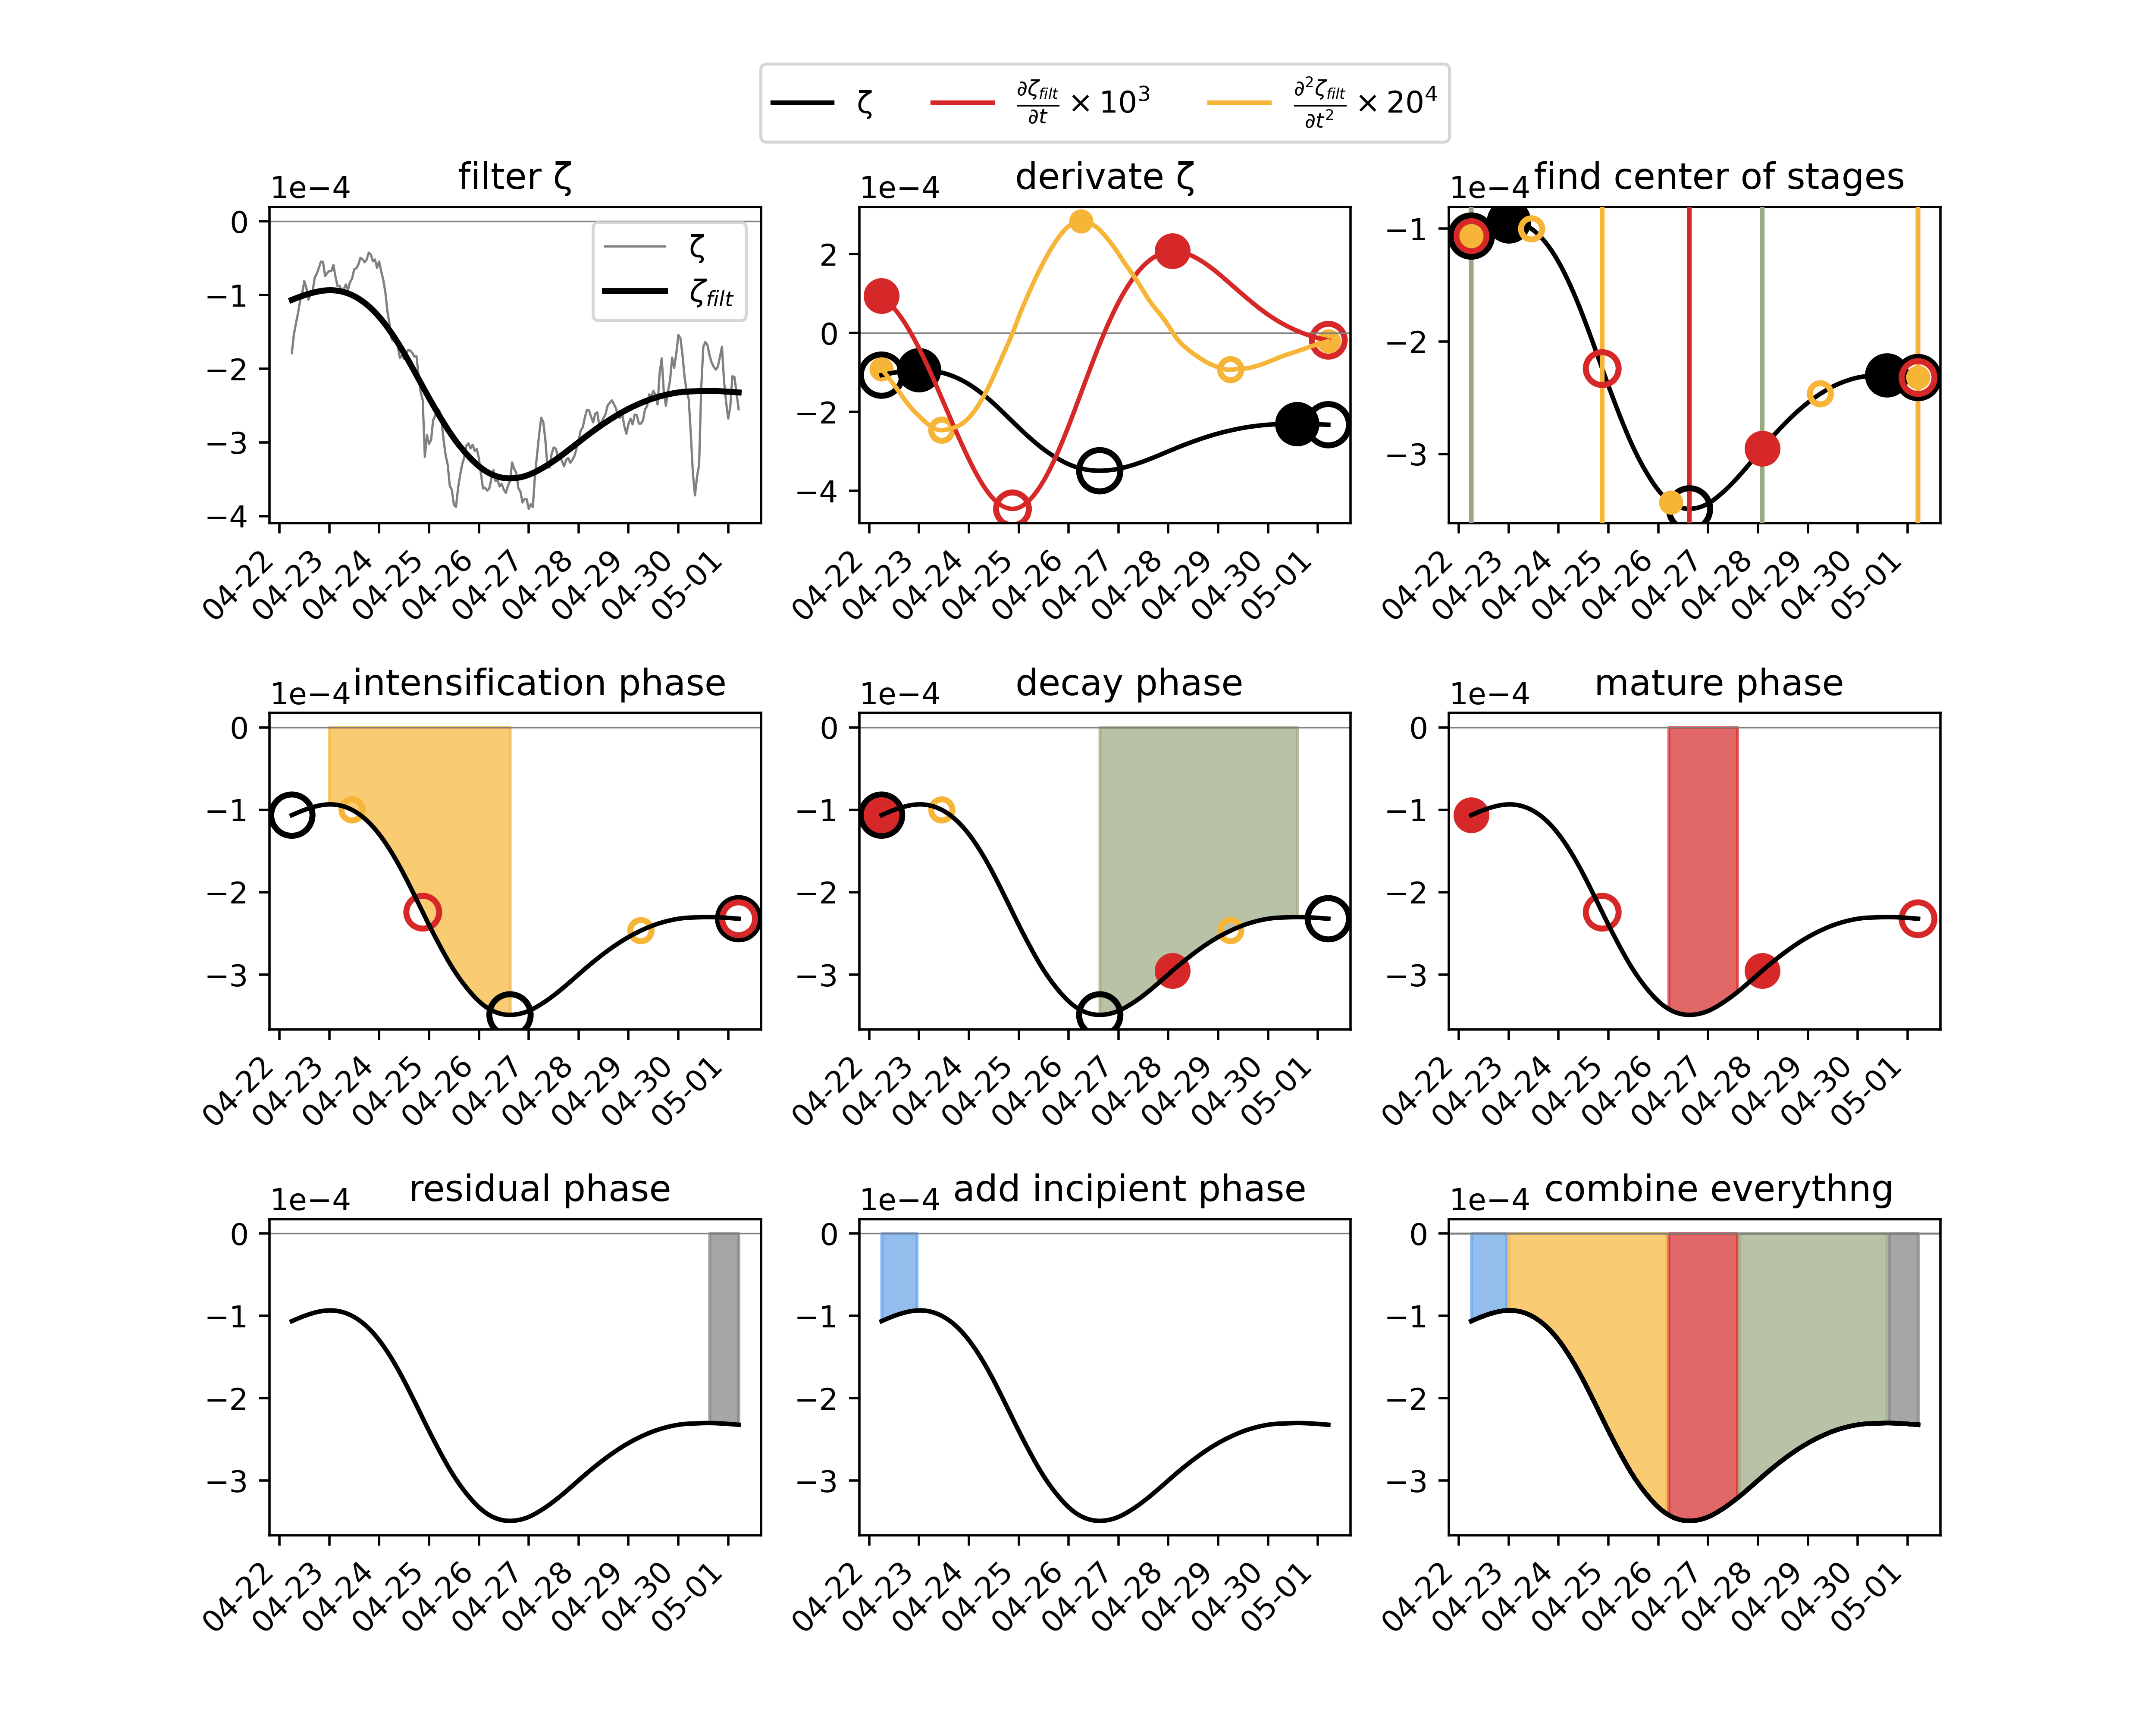 ζ ∂ζ_filt/∂t × 10³ ∂²ζ_filt/∂t² × 20⁴
filter ζ derivate ζ find center of stages
1e−4 1e−4 1e−4
ζ
ζ_filt
0
−1
−2
−3
−4
04-22 04-23 04-24 04-25 04-26 04-27 04-28 04-29 04-30 05-01
2
0
−2
−4
04-22 04-23 04-24 04-25 04-26 04-27 04-28 04-29 04-30 05-01
−1
−2
−3
04-22 04-23 04-24 04-25 04-26 04-27 04-28 04-29 04-30 05-01
intensification phase decay phase mature phase
1e−4 1e−4 1e−4
0
−1
−2
−3
04-22 04-23 04-24 04-25 04-26 04-27 04-28 04-29 04-30 05-01
0
−1
−2
−3
04-22 04-23 04-24 04-25 04-26 04-27 04-28 04-29 04-30 05-01
0
−1
−2
−3
04-22 04-23 04-24 04-25 04-26 04-27 04-28 04-29 04-30 05-01
residual phase add incipient phase combine everythng
1e−4 1e−4 1e−4
0
−1
−2
−3
04-22 04-23 04-24 04-25 04-26 04-27 04-28 04-29 04-30 05-01
0
−1
−2
−3
04-22 04-23 04-24 04-25 04-26 04-27 04-28 04-29 04-30 05-01
0
−1
−2
−3
04-22 04-23 04-24 04-25 04-26 04-27 04-28 04-29 04-30 05-01